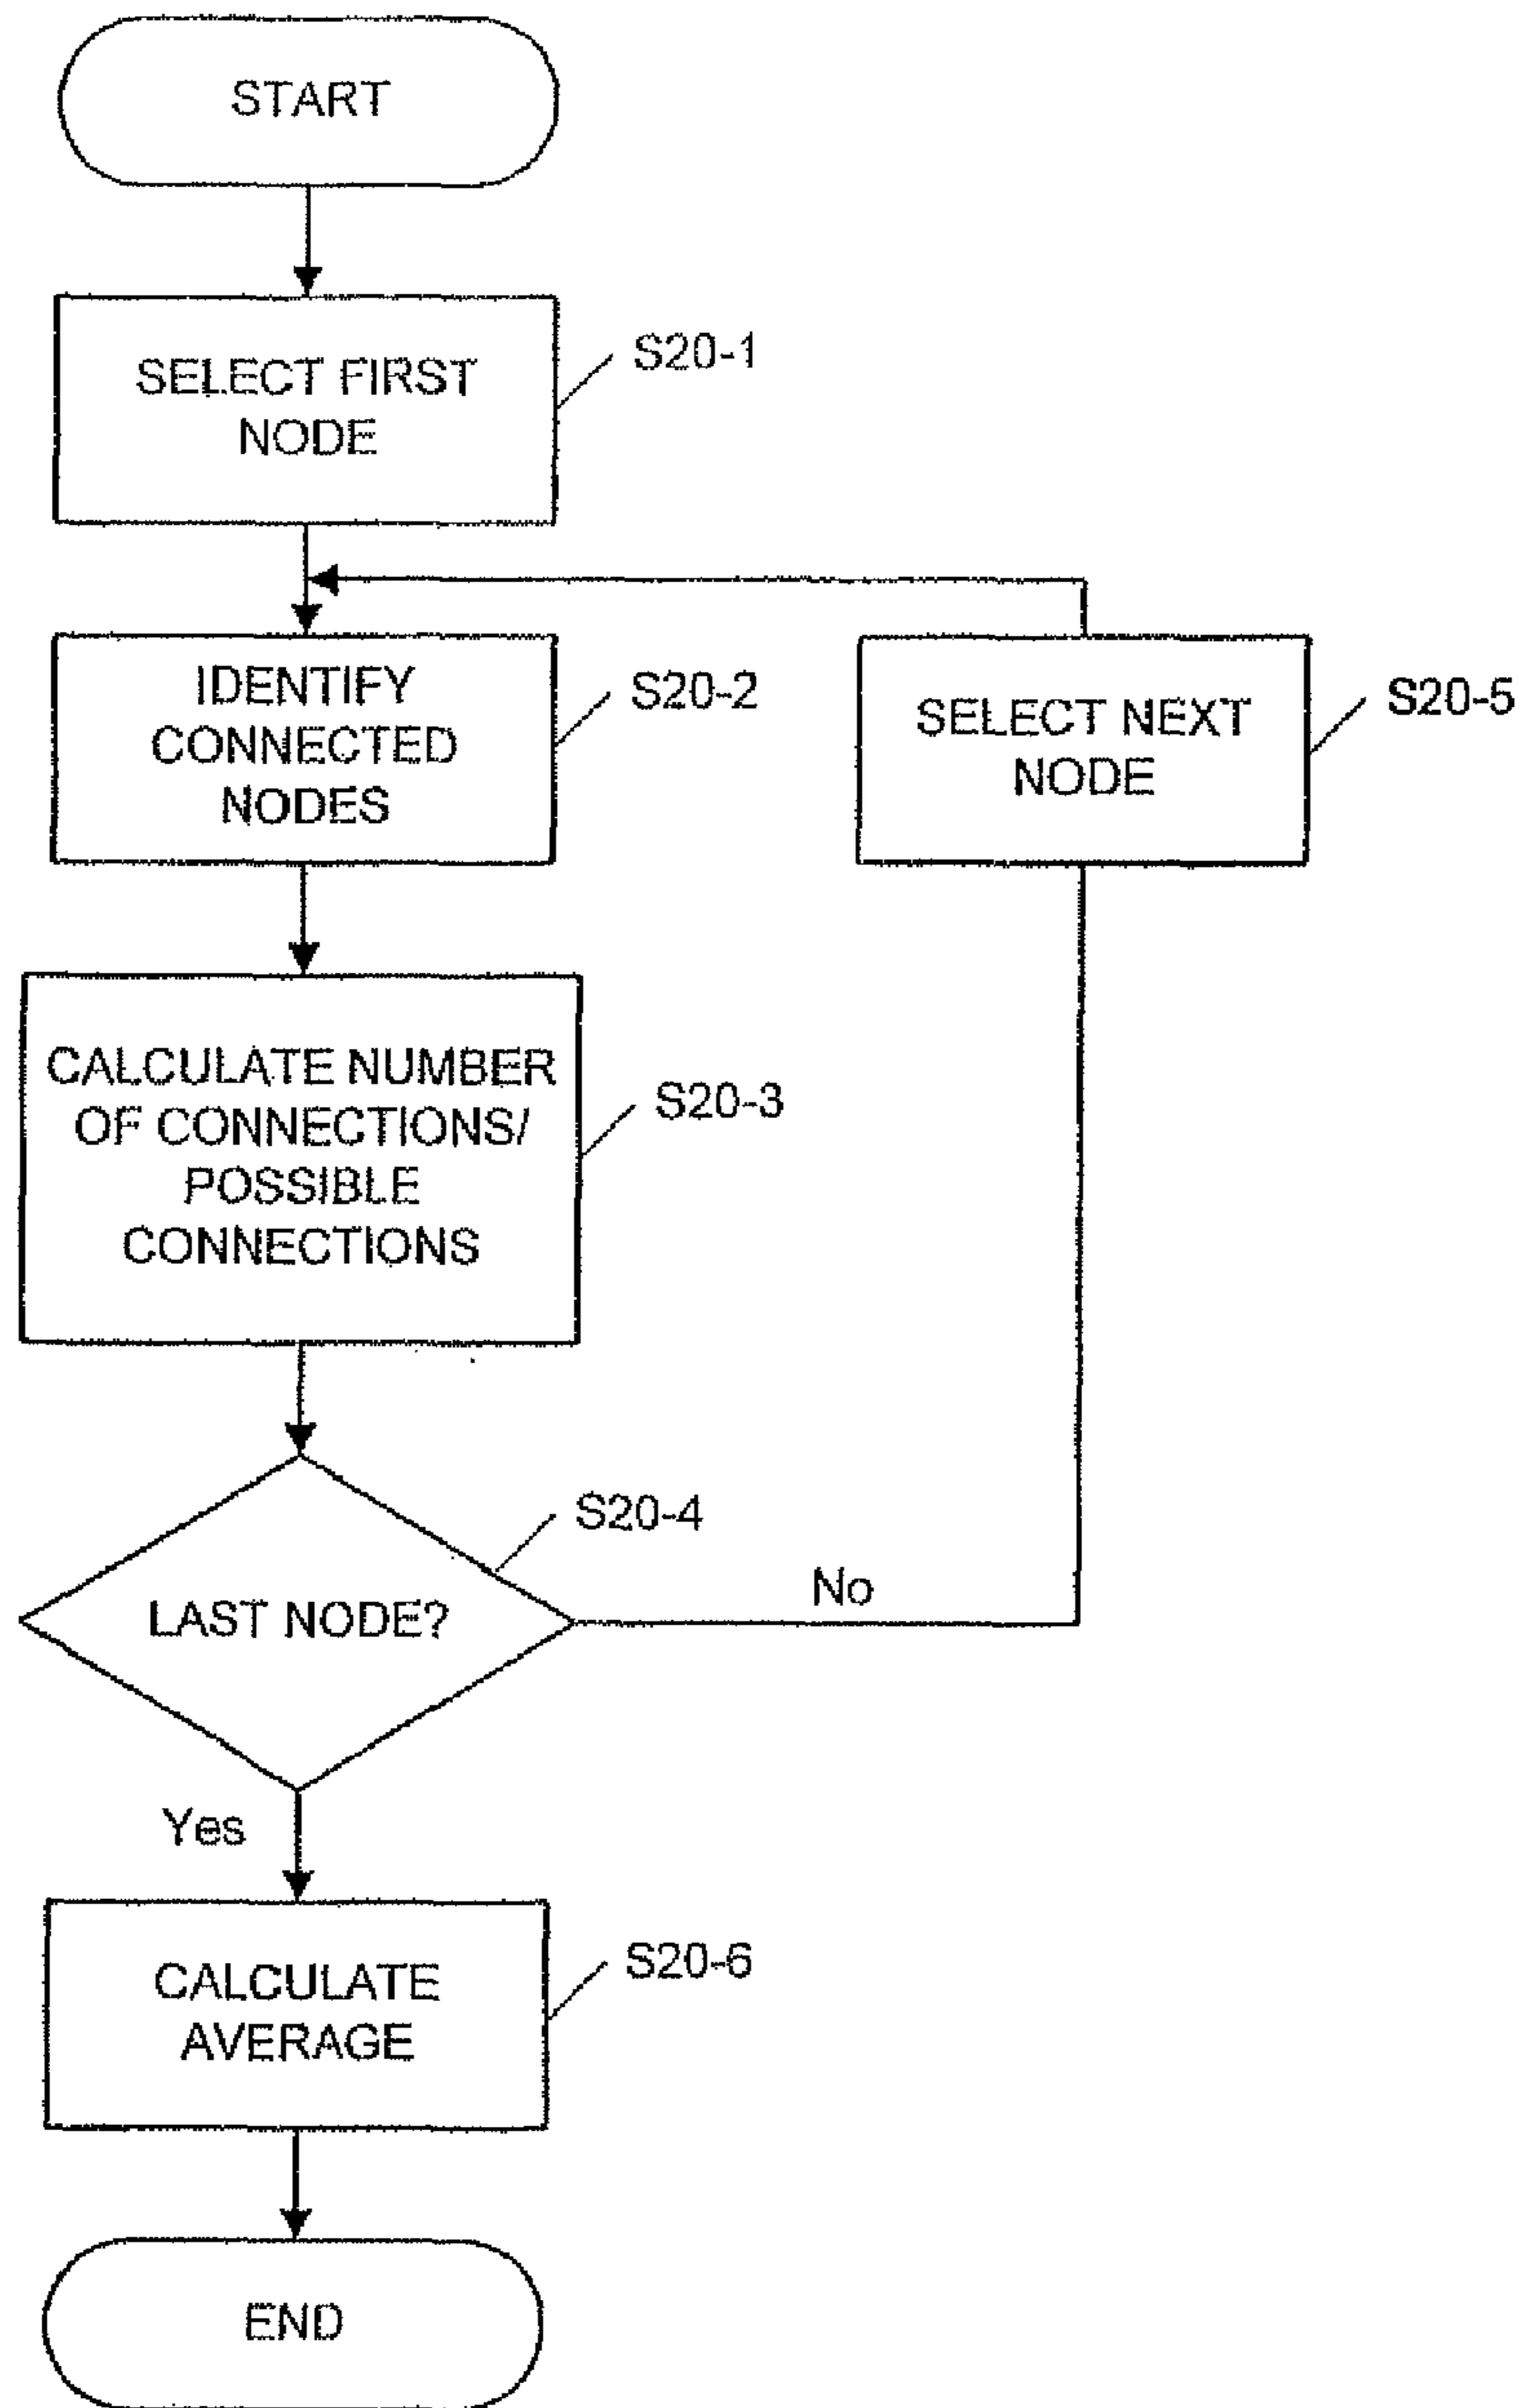 START
SELECT FIRST
NODE
S20-1
IDENTIFY
CONNECTED
NODES
S20-2
SELECT NEXT
NODE
S20-5
CALCULATE NUMBER
OF CONNECTIONS/
POSSIBLE
CONNECTIONS
S20-3
LAST NODE?
S20-4
No
Yes
CALCULATE
AVERAGE
S20-6
END